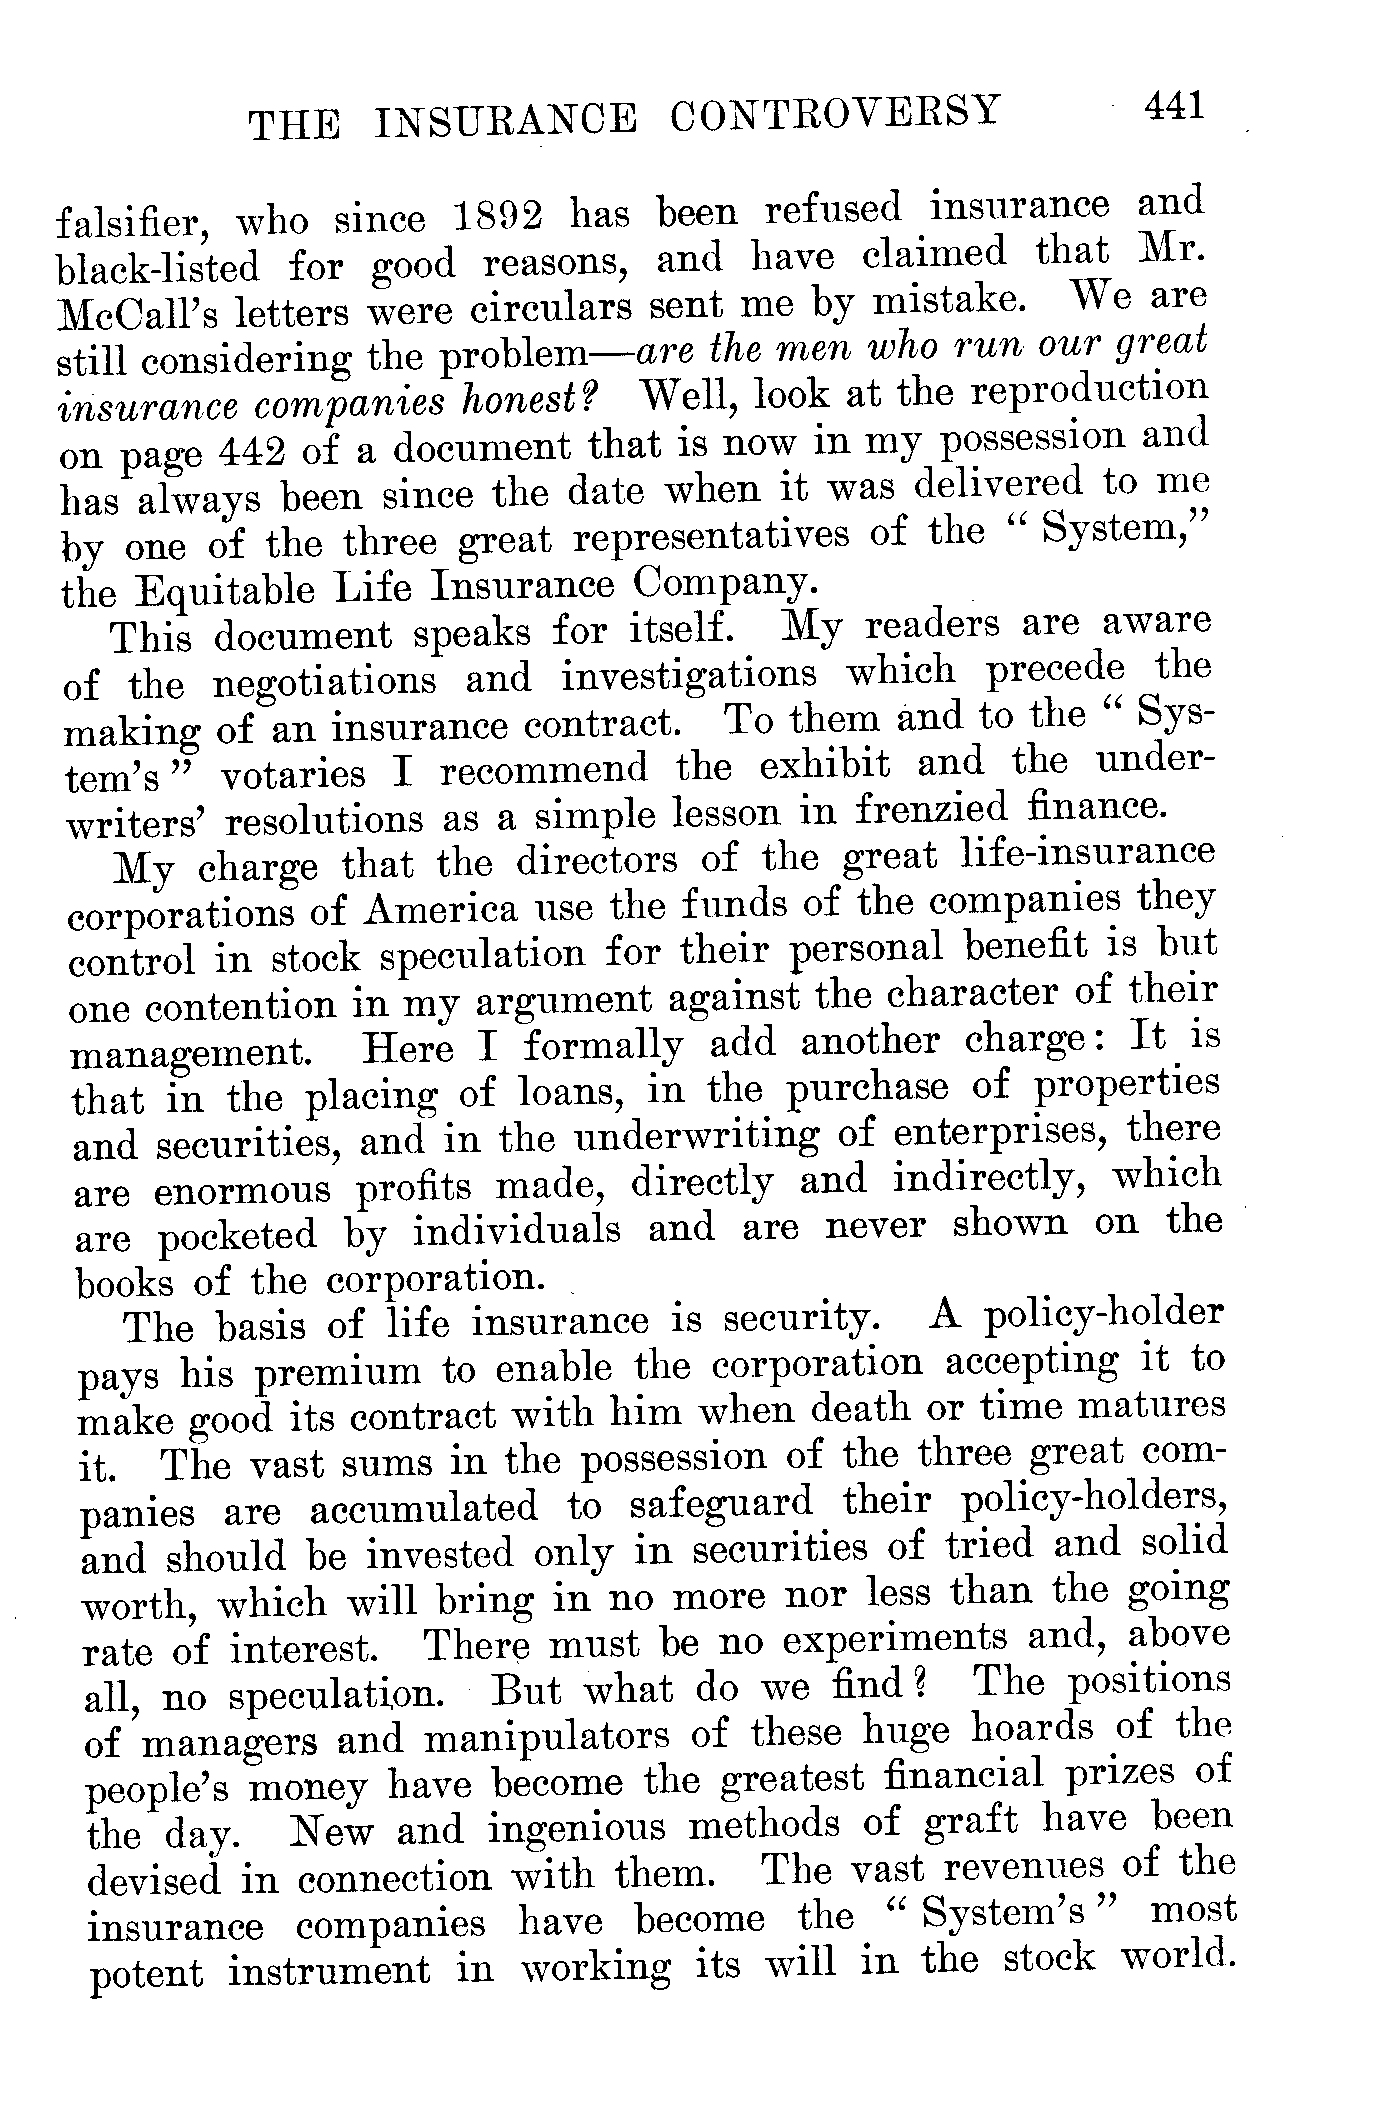 THE INSURANCE CONTROVERSY 441
falsifier, who since 1892 has been refused insurance and
black-listed for good reasons, and have claimed that Mr.
McCall's letters were circulars sent me by mistake. We are
still considering the problem—are the men who run our great
insurance companies honest? Well, look at the reproduction
on page 442 of a document that is now in my possession and
has always been since the date when it was delivered to me
by one of the three great representatives of the “ System,”
the Equitable Life Insurance Company.
This document speaks for itself. My readers are aware
of the negotiations and investigations which precede the
making of an insurance contract. To them and to the “ Sys-
tem's ” votaries I recommend the exhibit and the under-
writers' resolutions as a simple lesson in frenzied finance.
My charge that the directors of the great life-insurance
corporations of America use the funds of the companies they
control in stock speculation for their personal benefit is but
one contention in my argument against the character of their
management. Here I formally add another charge: It is
that in the placing of loans, in the purchase of properties
and securities, and in the underwriting of enterprises, there
are enormous profits made, directly and indirectly, which
are pocketed by individuals and are never shown on the
books of the corporation.
The basis of life insurance is security. A policy-holder
pays his premium to enable the corporation accepting it to
make good its contract with him when death or time matures
it. The vast sums in the possession of the three great com-
panies are accumulated to safeguard their policy-holders,
and should be invested only in securities of tried and solid
worth, which will bring in no more nor less than the going
rate of interest. There must be no experiments and, above
all, no speculation. But what do we find? The positions
of managers and manipulators of these huge hoards of the
people's money have become the greatest financial prizes of
the day. New and ingenious methods of graft have been
devised in connection with them. The vast revenues of the
insurance companies have become the “ System's ” most
potent instrument in working its will in the stock world.